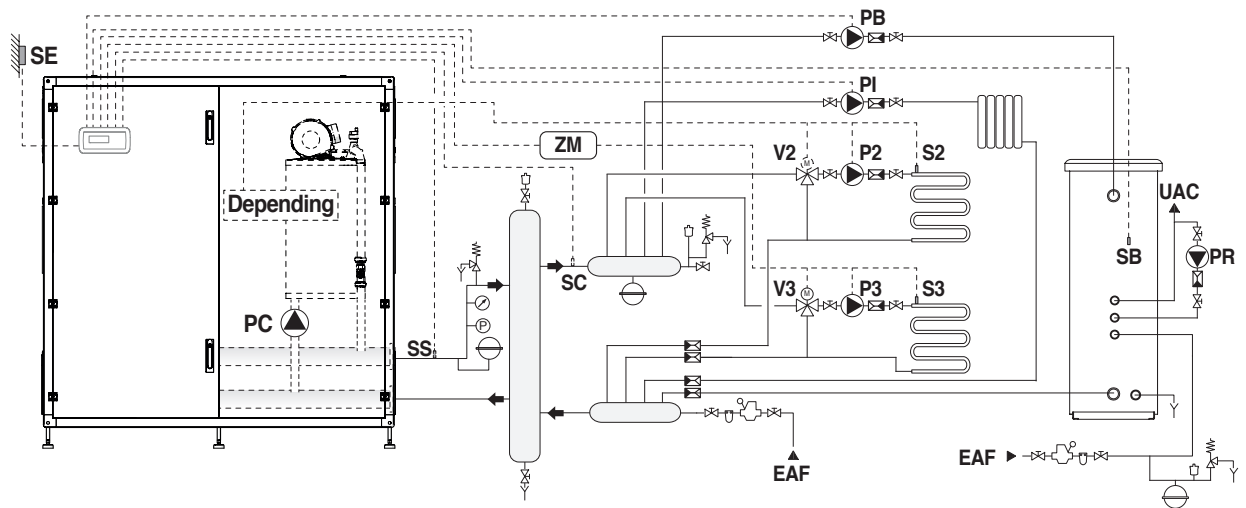 PB
SE
PI
ZM
V2
M
P2
S2
UAC
Depending
SB
PR
SC
V3
M
P3
S3
PC
P
SS
EAF
EAF